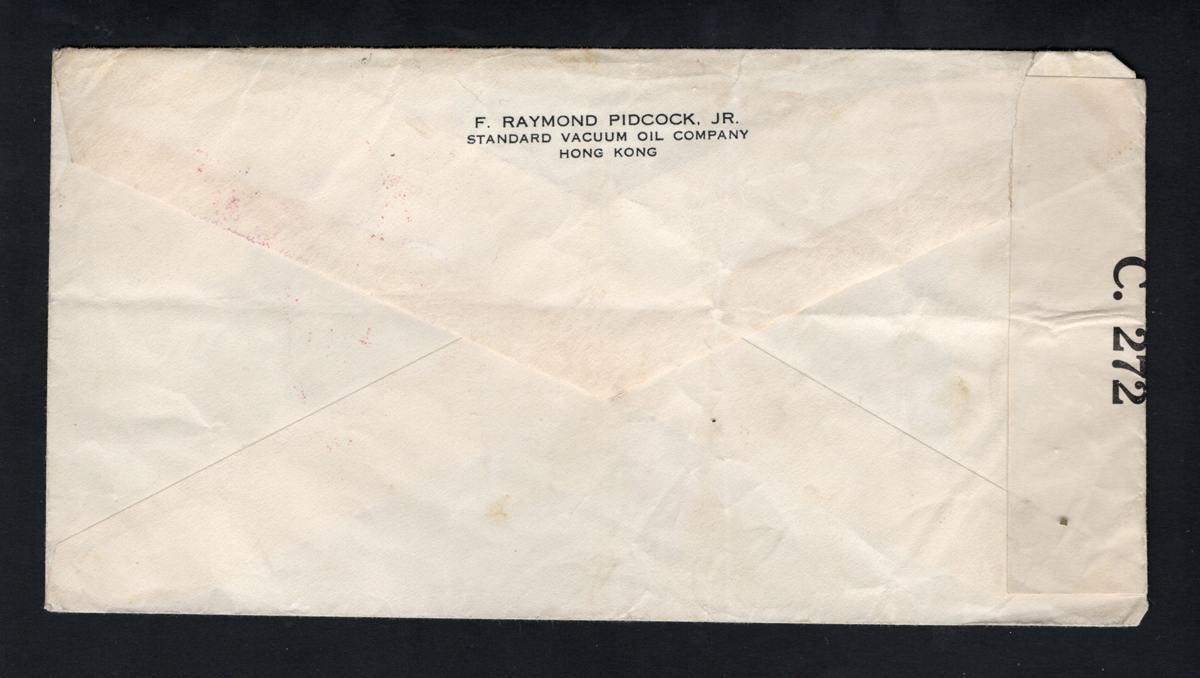 F. RAYMOND PIDCOCK, JR.
STANDARD VACUUM OIL COMPANY
HONG KONG
C. 272